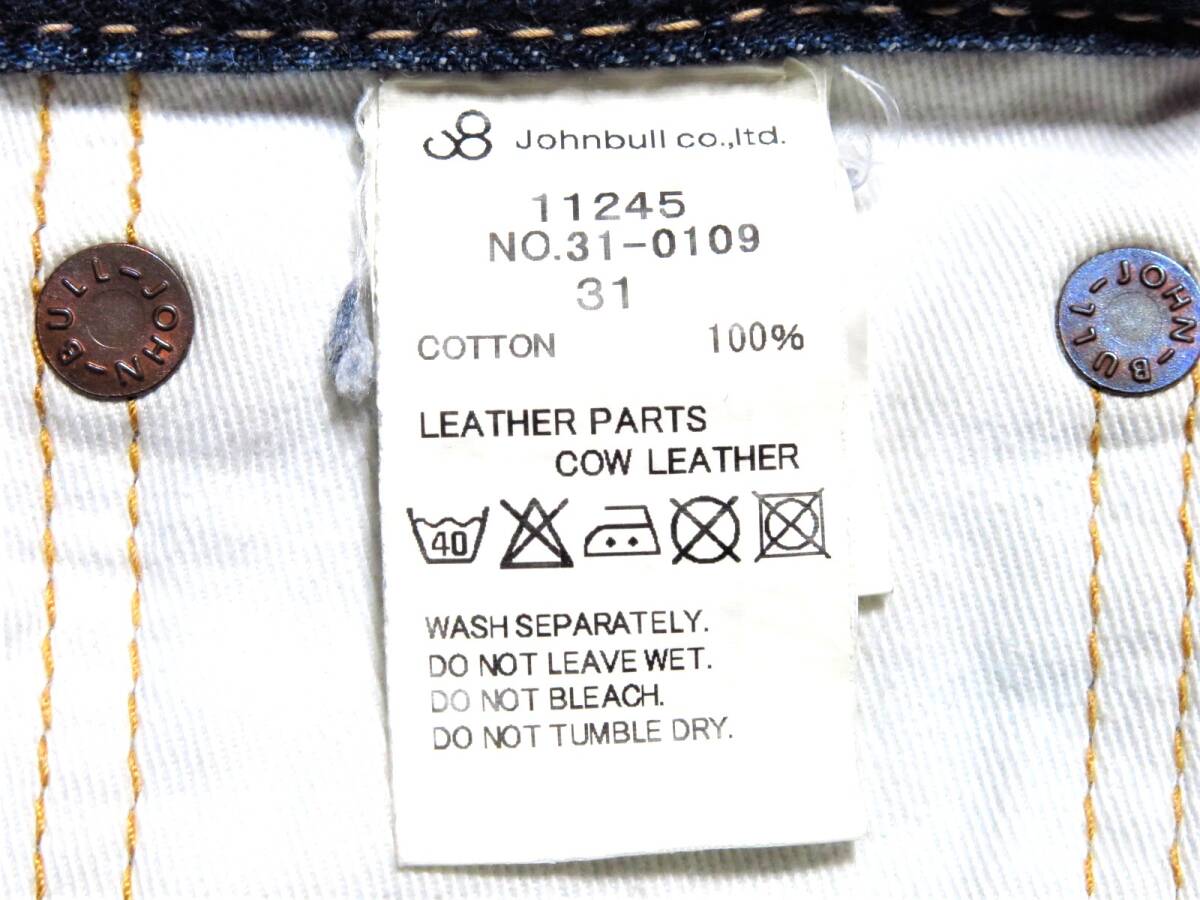 Johnbull co.,ltd.
11245
NO.31-0109
31
COTTON 100%
LEATHER PARTS
COW LEATHER
40
WASH SEPARATELY.
DO NOT LEAVE WET.
DO NOT BLEACH.
DO NOT TUMBLE DRY.
JOHN-BULL-
JOHN-BULL-